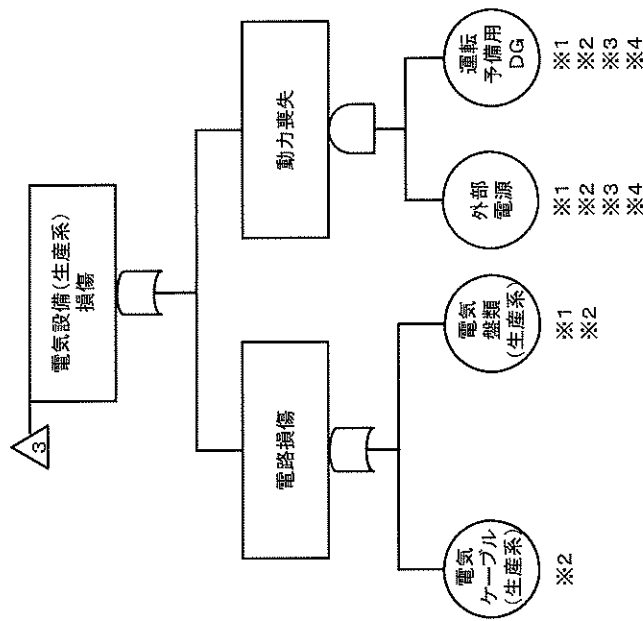 3
電気設備(生産系)
損傷
電路損傷
動力喪失
電気
ケーブル
(生産系)
※2
電気
盤類
(生産系)
※1
※2
外部
電源
※1
※2
※3
※4
運転
予備用
DG
※1
※2
※3
※4